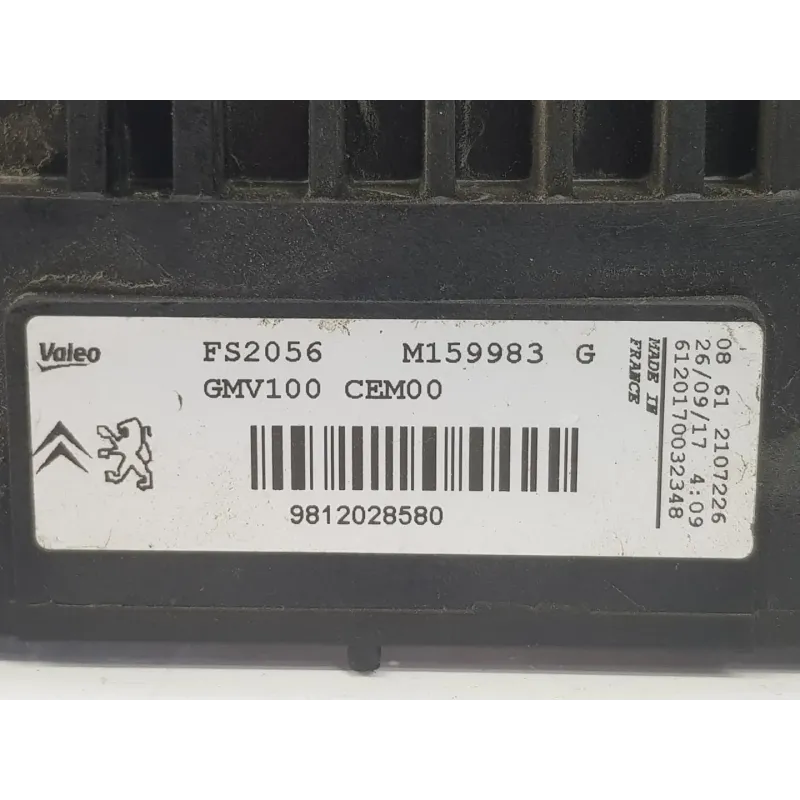 Valeo
FS2056 M159983 G
GMV100 CEM00
9812028580
MADE IN
FRANCE
08 61 2107226
26/09/17 4:09
6120170032348